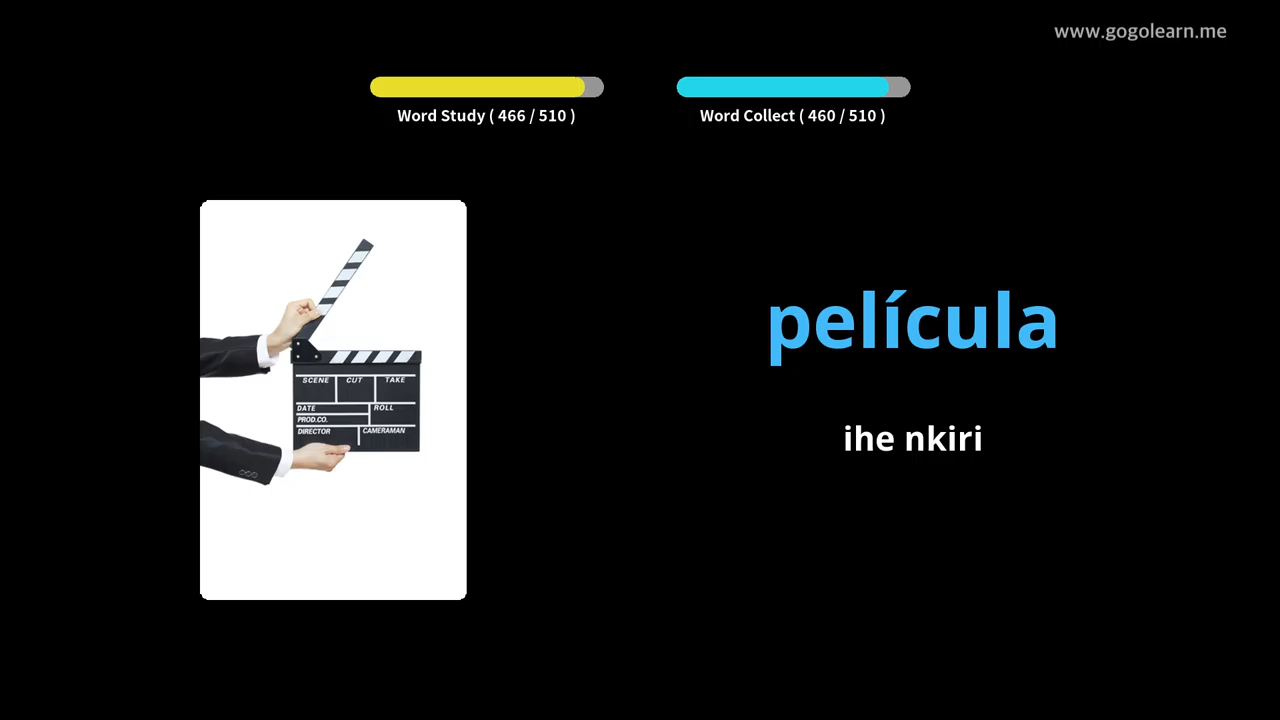 www.gogolearn.me
Word Study ( 466 / 510 )
Word Collect ( 460 / 510 )
SCENE CUT TAKE
DATE ROLL
PROD.CO.
DIRECTOR CAMERAMAN
película
ihe nkiri